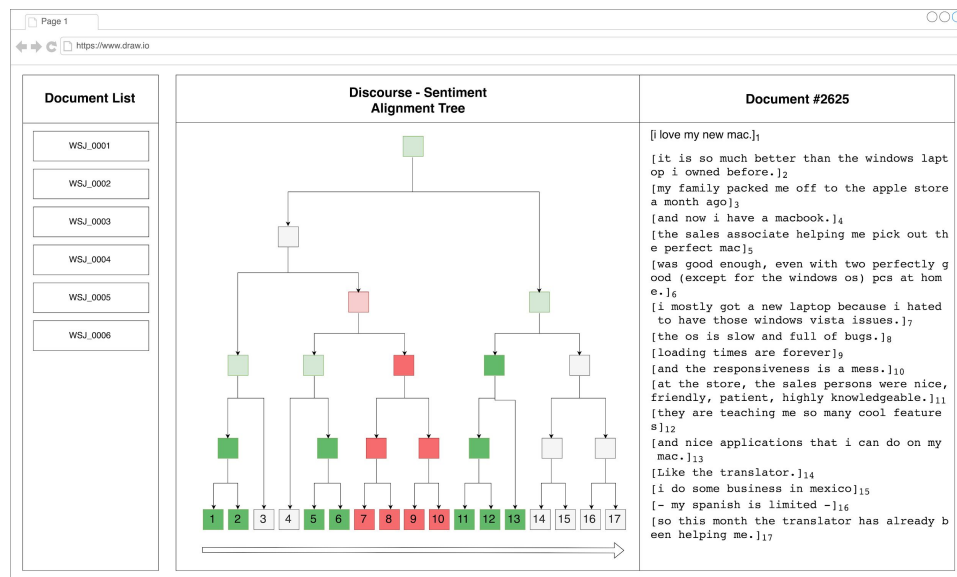 Page 1
https://www.draw.io
Document List
WSJ_0001
WSJ_0002
WSJ_0003
WSJ_0004
WSJ_0005
WSJ_0006
Discourse - Sentiment
Alignment Tree
1 2 3 4 5 6 7 8 9 10 11 12 13 14 15 16 17
Document #2625
[i love my new mac.]1
[it is so much better than the windows lapt
op i owned before.]2
[my family packed me off to the apple store
a month ago]3
[and now i have a macbook.]4
[the sales associate helping me pick out th
e perfect mac]5
[was good enough, even with two perfectly g
ood (except for the windows os) pcs at hom
e.]6
[i mostly got a new laptop because i hated
to have those windows vista issues.]7
[the os is slow and full of bugs.]8
[loading times are forever]9
[and the responsiveness is a mess.]10
[at the store, the sales persons were nice,
friendly, patient, highly knowledgeable.]11
[they are teaching me so many cool feature
s]12
[and nice applications that i can do on my
mac.]13
[Like the translator.]14
[i do some business in mexico]15
[- my spanish is limited -]16
[so this month the translator has already b
een helping me.]17